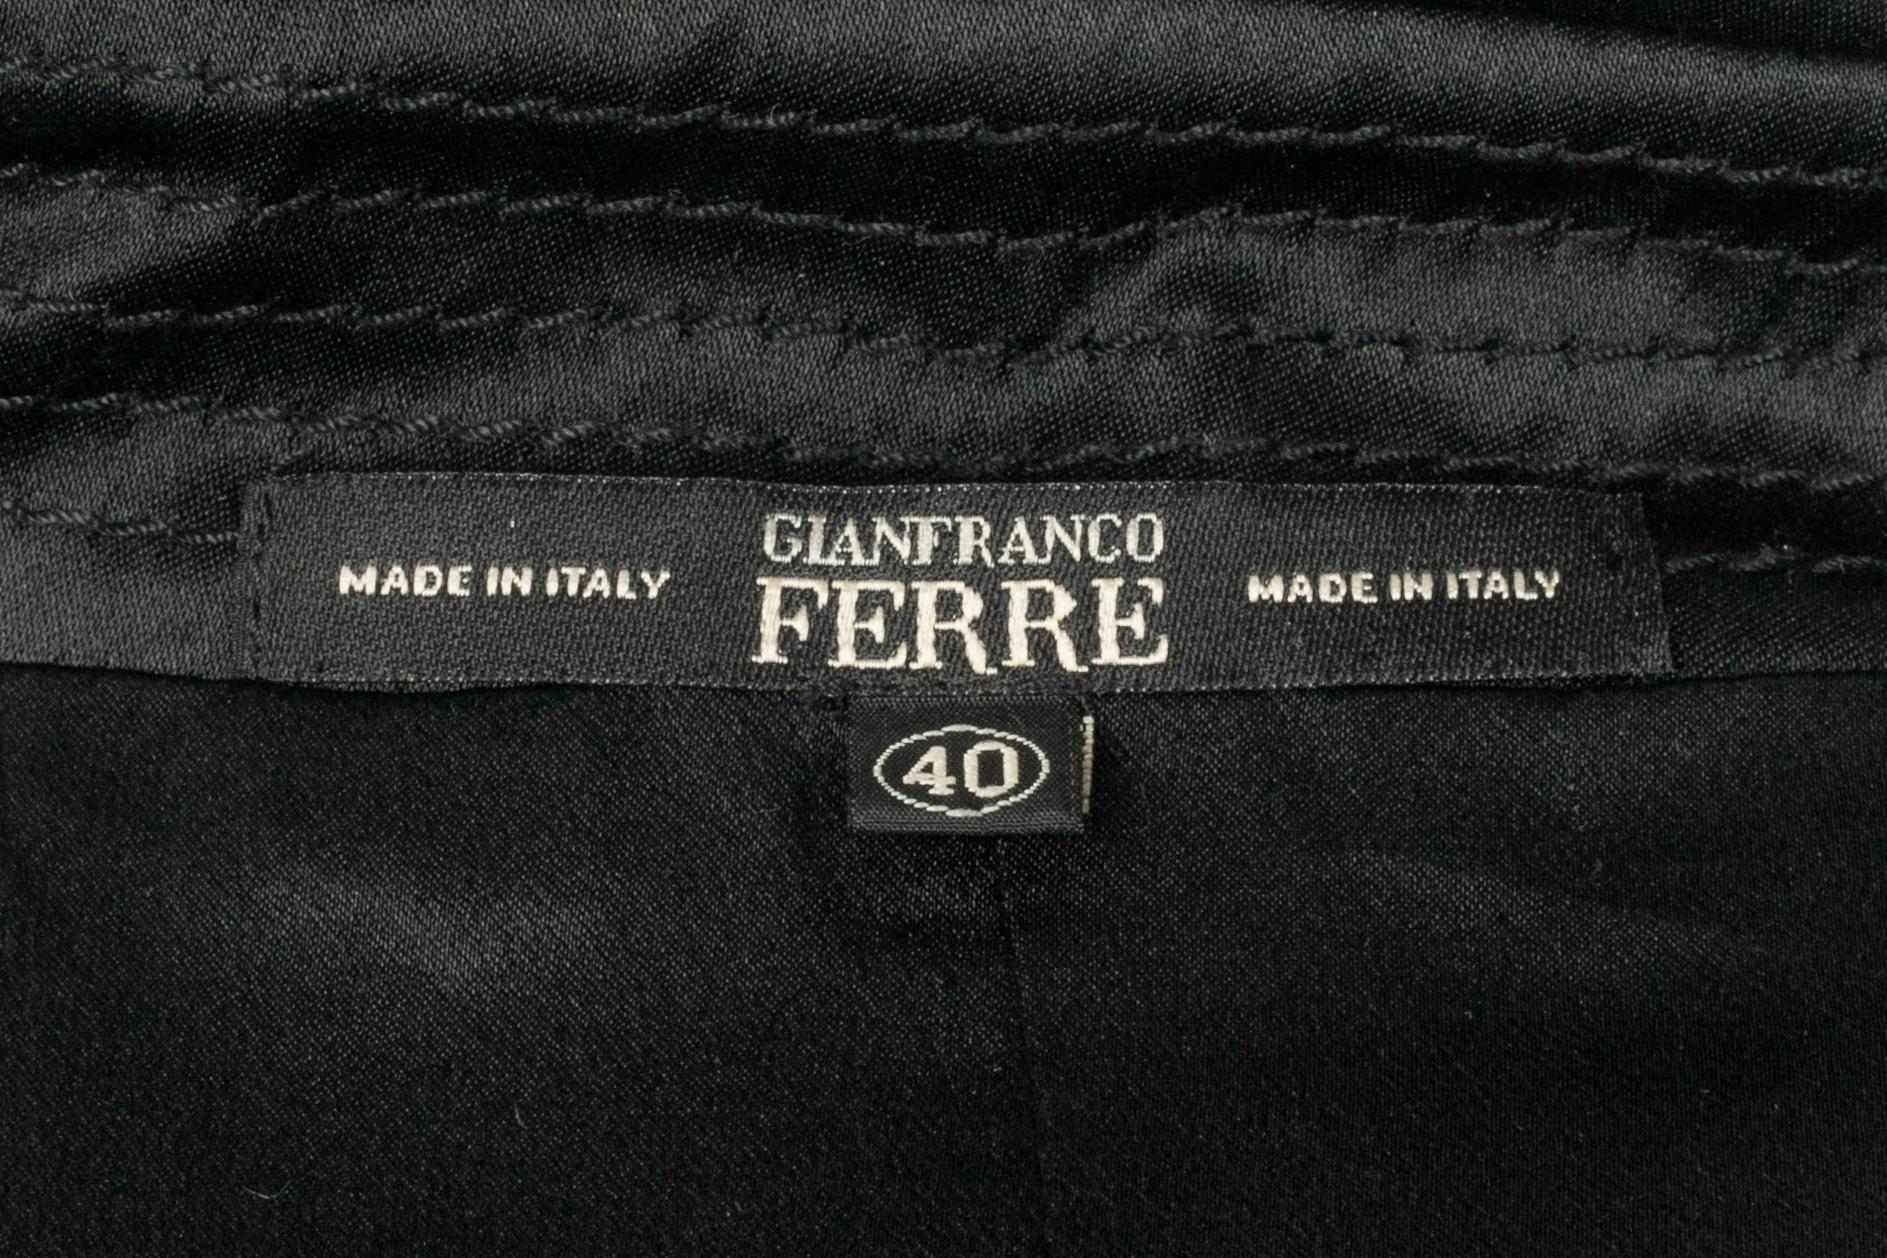 GIANFRANCO
MADE IN ITALY FERRE MADE IN ITALY
40